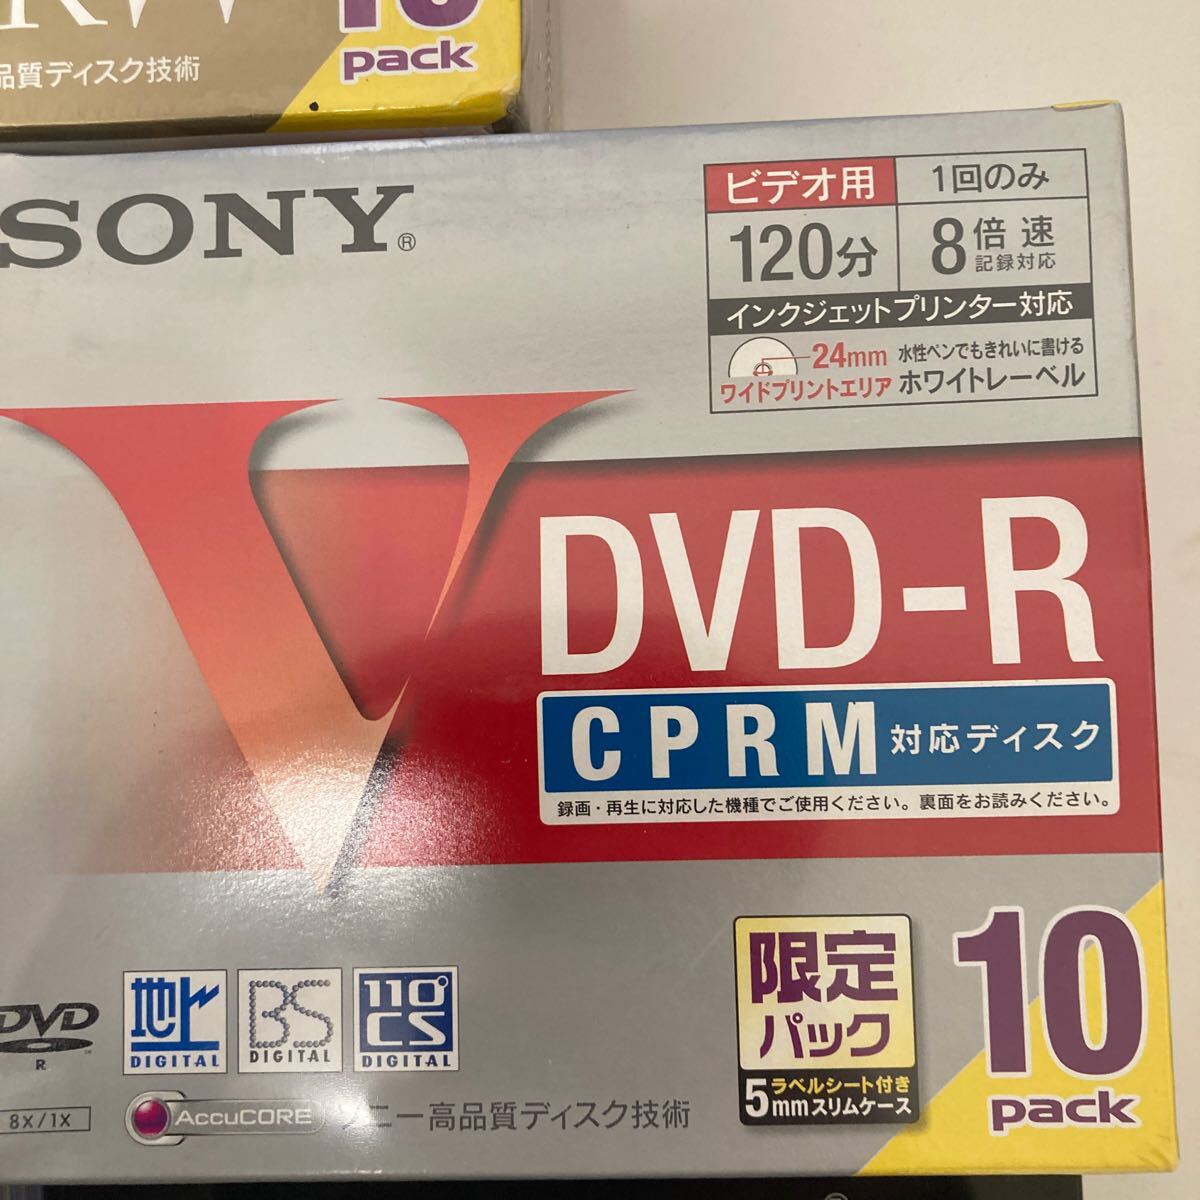 RW
10
pack
品質ディスク技術
SONY®
ビデオ用
1回のみ
120分
8倍速
記録対応
インクジェットプリンター対応
24mm
ワイドプリントエリア
水性ペンでもきれいに書ける
ホワイトレーベル
V
DVD-R
CPRM対応ディスク
録画・再生に対応した機種でご使用ください。裏面をお読みください。
限定
パック
ラベルシート付き
5mmスリムケース
10
pack
DVD
R
地上
DIGITAL
BS
DIGITAL
110°
CS
DIGITAL
8X/1X
AccuCORE
ソニー高品質ディスク技術